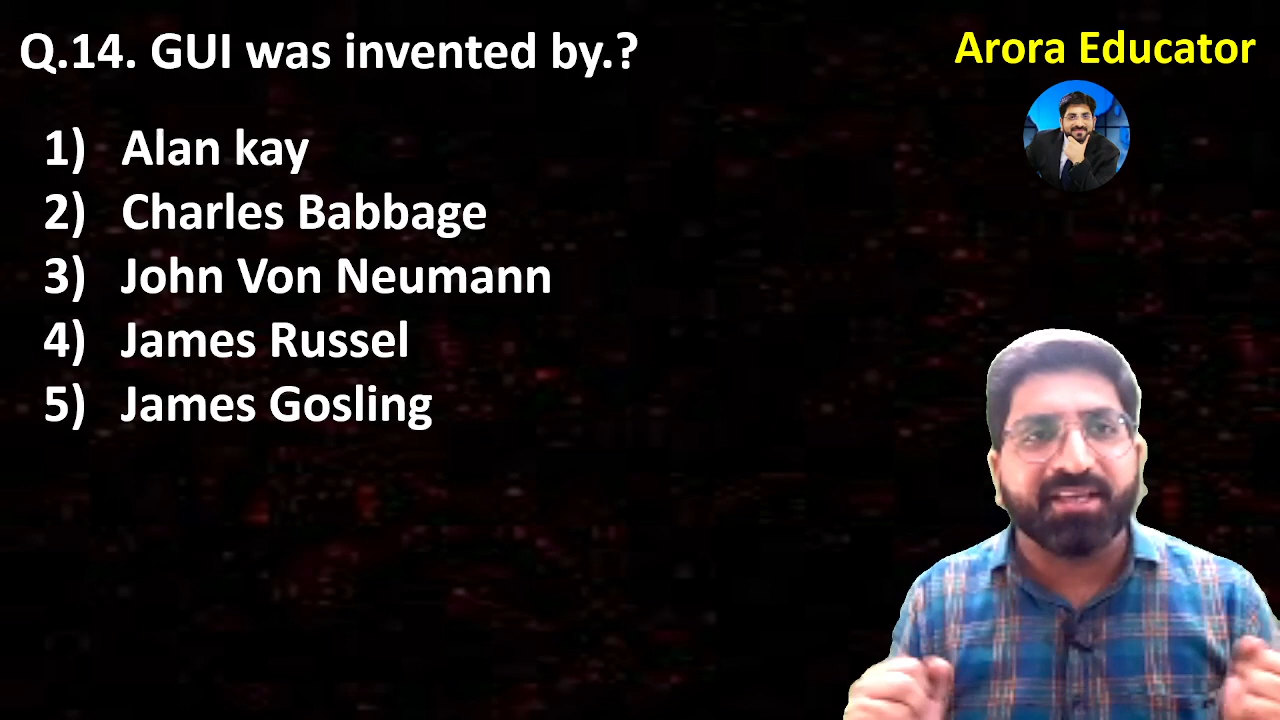 Q.14. GUI was invented by.?
Arora Educator
1) Alan kay
2) Charles Babbage
3) John Von Neumann
4) James Russel
5) James Gosling